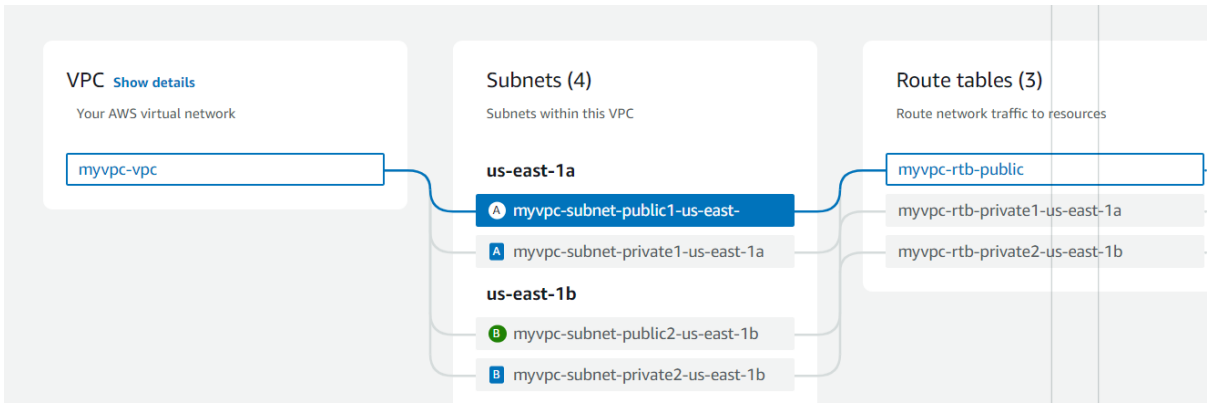 VPC Show details
Your AWS virtual network
myvpc-vpc
Subnets (4)
Subnets within this VPC
us-east-1a
A myvpc-subnet-public1-us-east-
A myvpc-subnet-private1-us-east-1a
us-east-1b
B myvpc-subnet-public2-us-east-1b
B myvpc-subnet-private2-us-east-1b
Route tables (3)
Route network traffic to resources
myvpc-rtb-public
myvpc-rtb-private1-us-east-1a
myvpc-rtb-private2-us-east-1b